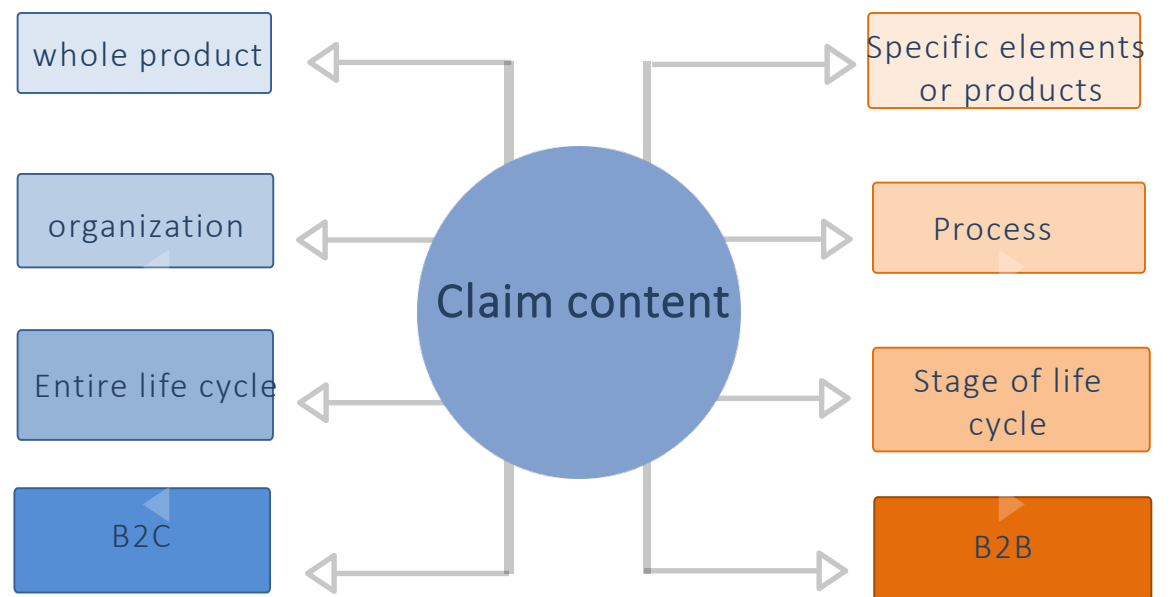 whole product
Specific elements
or products
organization
Process
Claim content
Entire life cycle
Stage of life
cycle
B2C
B2B